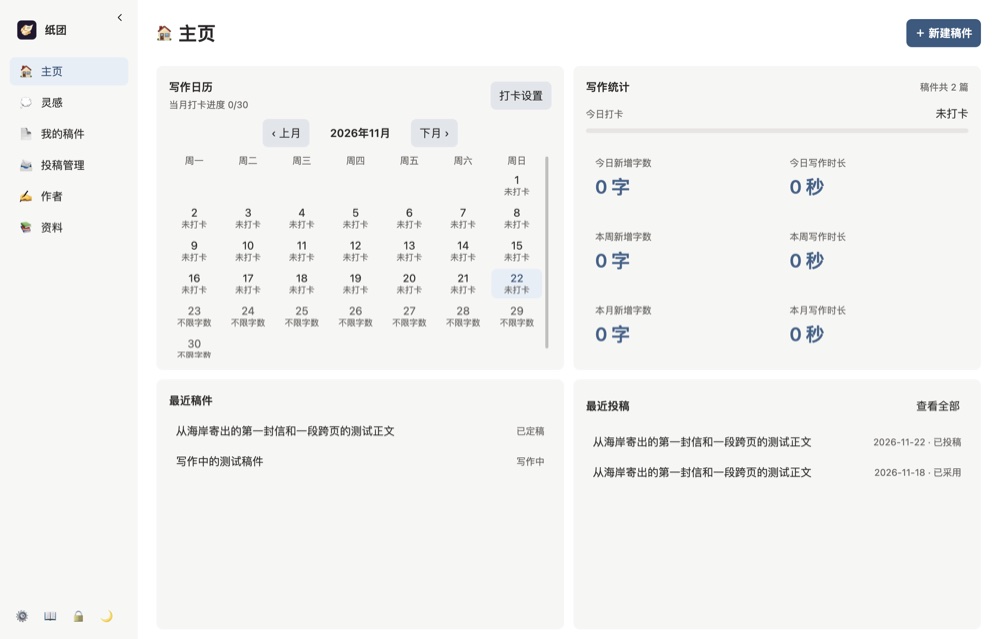 纸团
‹
主页
灵感
我的稿件
投稿管理
作者
资料
主页
+ 新建稿件
写作日历
当月打卡进度 0/30
打卡设置
‹ 上月
2026年11月
下月 ›
周一 周二 周三 周四 周五 周六 周日
1
未打卡
2 3 4 5 6 7 8
未打卡 未打卡 未打卡 未打卡 未打卡 未打卡 未打卡
9 10 11 12 13 14 15
未打卡 未打卡 未打卡 未打卡 未打卡 未打卡 未打卡
16 17 18 19 20 21 22
未打卡 未打卡 未打卡 未打卡 未打卡 未打卡 未打卡
23 24 25 26 27 28 29
不限字数 不限字数 不限字数 不限字数 不限字数 不限字数 不限字数
30
不限字数
写作统计
稿件共 2 篇
今日打卡
未打卡
今日新增字数 今日写作时长
0 字 0 秒
本周新增字数 本周写作时长
0 字 0 秒
本月新增字数 本月写作时长
0 字 0 秒
最近稿件
从海岸寄出的第一封信和一段跨页的测试正文 已定稿
写作中的测试稿件 写作中
最近投稿 查看全部
从海岸寄出的第一封信和一段跨页的测试正文 2026-11-22 · 已投稿
从海岸寄出的第一封信和一段跨页的测试正文 2026-11-18 · 已采用